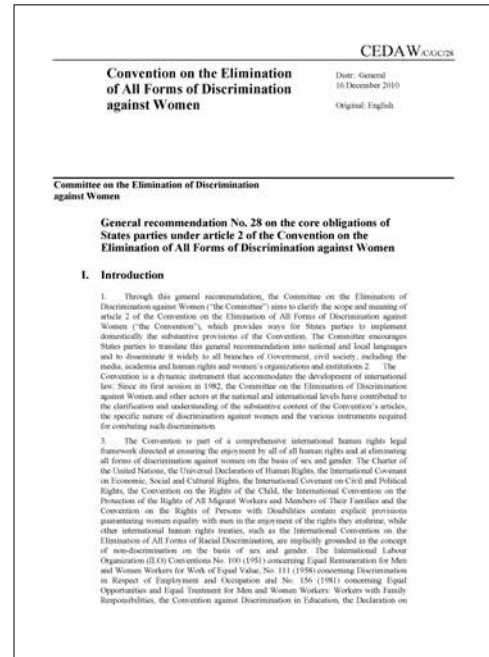 CEDAW/C/GC/28
Convention on the Elimination
of All Forms of Discrimination
against Women
Distr.: General
16 December 2010
Original: English
Committee on the Elimination of Discrimination
against Women
General recommendation No. 28 on the core obligations of
States parties under article 2 of the Convention on the
Elimination of All Forms of Discrimination against Women
I. Introduction
1. Through this general recommendation, the Committee on the Elimination of
Discrimination against Women ("the Committee") aims to clarify the scope and meaning of
article 2 of the Convention on the Elimination of All Forms of Discrimination against
Women ("the Convention"), which provides ways for States parties to implement
domestically the substantive provisions of the Convention. The Committee encourages
States parties to translate this general recommendation into national and local languages
and to disseminate it widely to all branches of Government, civil society, including the
media, academia and human rights and women's organizations and institutions 2. The
Convention is a dynamic instrument that accommodates the development of international
law. Since its first session in 1982, the Committee on the Elimination of Discrimination
against Women and other actors at the national and international levels have contributed to
the clarification and understanding of the substantive content of the Convention's articles,
the specific nature of discrimination against women and the various instruments required
for combating such discrimination.
3. The Convention is part of a comprehensive international human rights legal
framework directed at ensuring the enjoyment by all of all human rights and at eliminating
all forms of discrimination against women on the basis of sex and gender. The Charter of
the United Nations, the Universal Declaration of Human Rights, the International Covenant
on Economic, Social and Cultural Rights, the International Covenant on Civil and Political
Rights, the Convention on the Rights of the Child, the International Convention on the
Protection of the Rights of All Migrant Workers and Members of Their Families and the
Convention on the Rights of Persons with Disabilities contain explicit provisions
guaranteeing women equality with men in the enjoyment of the rights they enshrine, while
other international human rights treaties, such as the International Convention on the
Elimination of All Forms of Racial Discrimination, are implicitly grounded in the concept
of non-discrimination on the basis of sex and gender. The International Labour
Organization (ILO) Conventions No. 100 (1951) concerning Equal Remuneration for Men
and Women Workers for Work of Equal Value, No. 111 (1958) concerning Discrimination
in Respect of Employment and Occupation and No. 156 (1981) concerning Equal
Opportunities and Equal Treatment for Men and Women Workers: Workers with Family
Responsibilities, the Convention against Discrimination in Education, the Declaration on